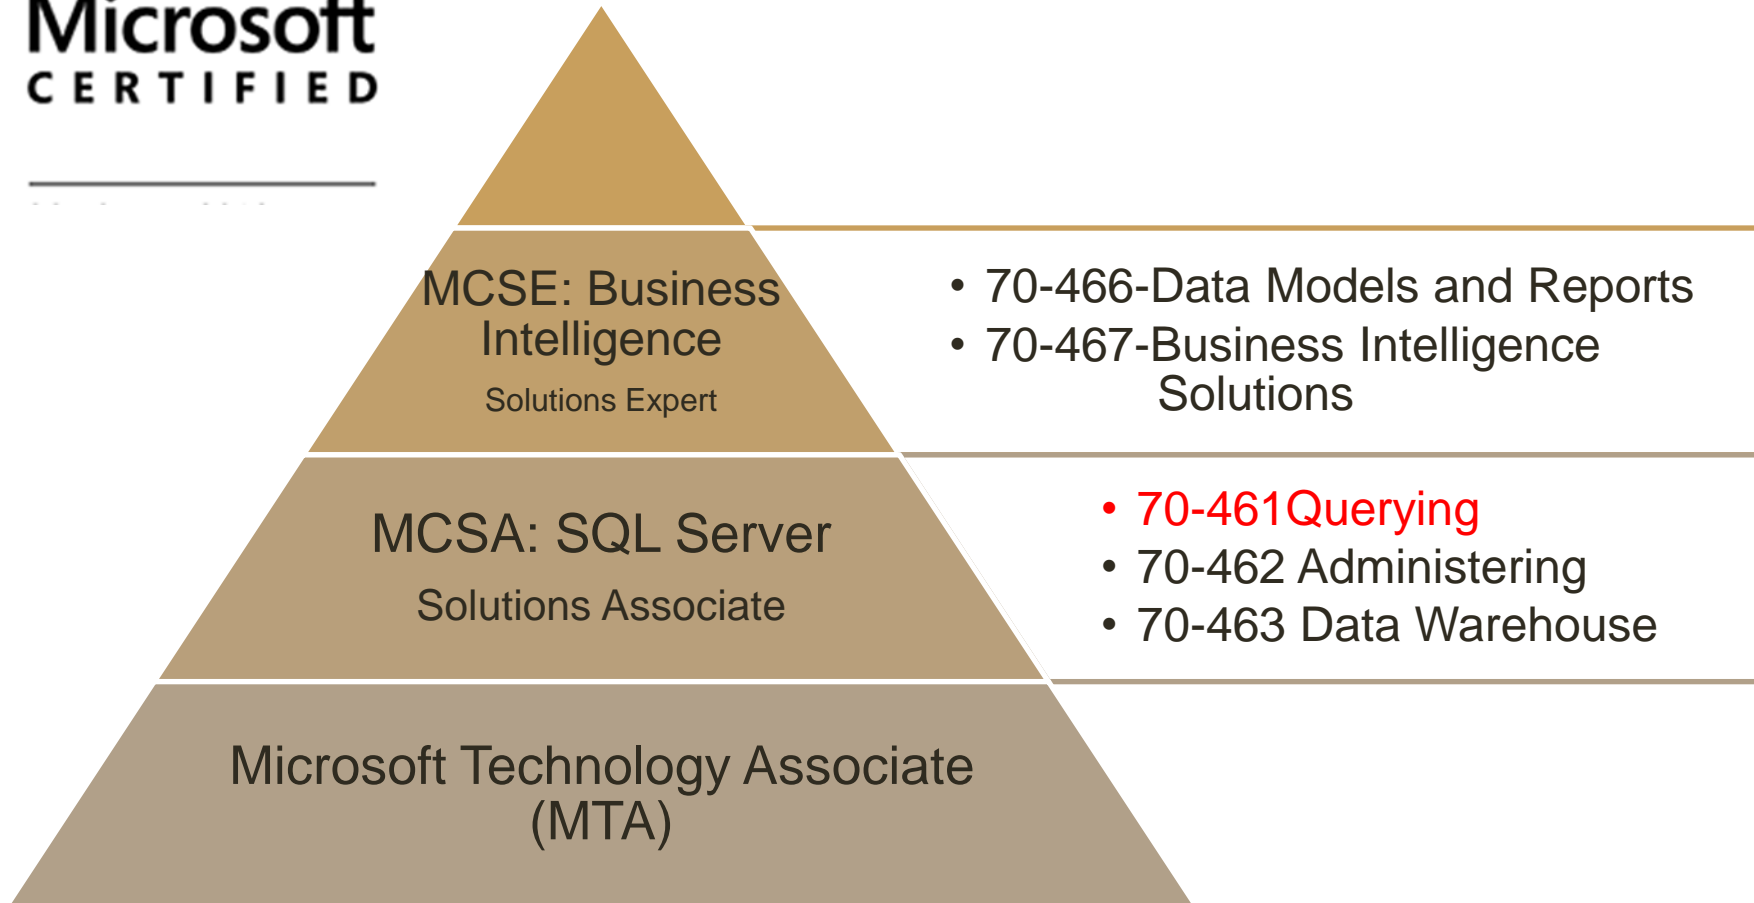 Microsoft
CERTIFIED
MCSE: Business
Intelligence
Solutions Expert
• 70-466-Data Models and Reports
• 70-467-Business Intelligence
Solutions
MCSA: SQL Server
Solutions Associate
• 70-461Querying
• 70-462 Administering
• 70-463 Data Warehouse
Microsoft Technology Associate
(MTA)